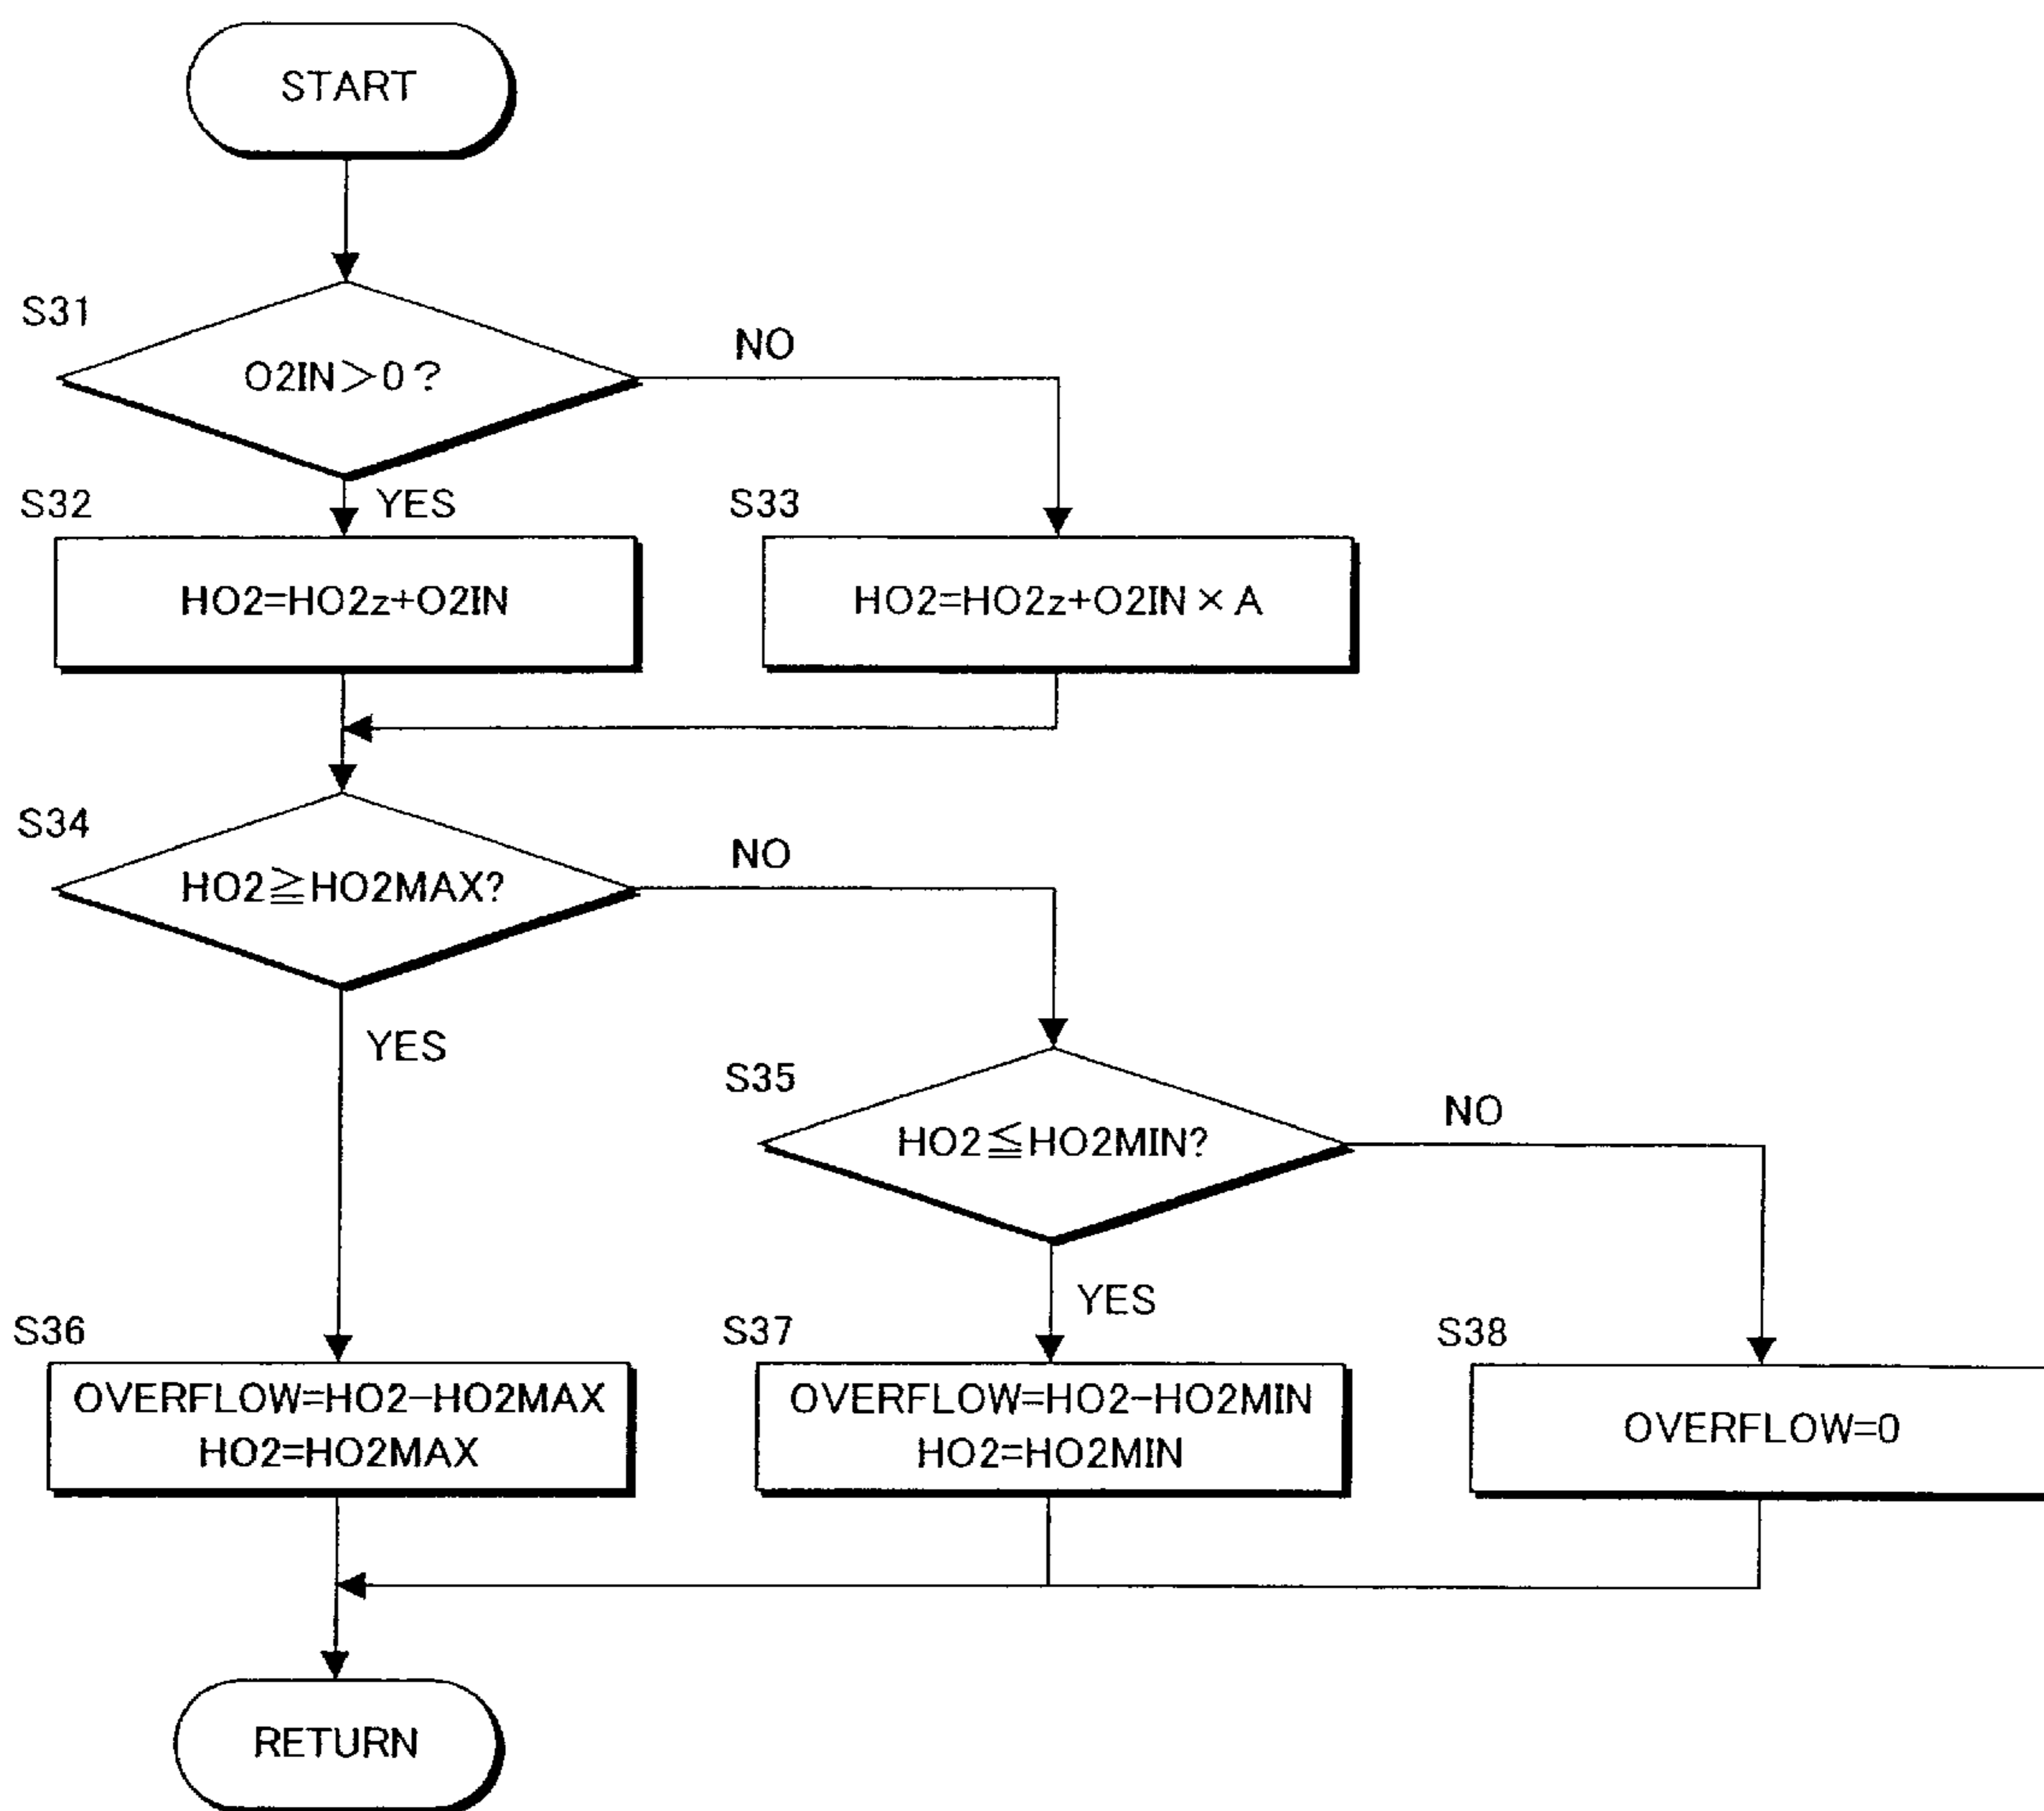 START
S31
O2IN＞0？
NO
S32
YES
S33
HO2=HO2z+O2IN
HO2=HO2z+O2IN × A
S34
HO2≧HO2MAX?
NO
YES
S35
HO2≦HO2MIN?
NO
YES
S36
S37
S38
OVERFLOW=HO2-HO2MAX
HO2=HO2MAX
OVERFLOW=HO2-HO2MIN
HO2=HO2MIN
OVERFLOW=0
RETURN